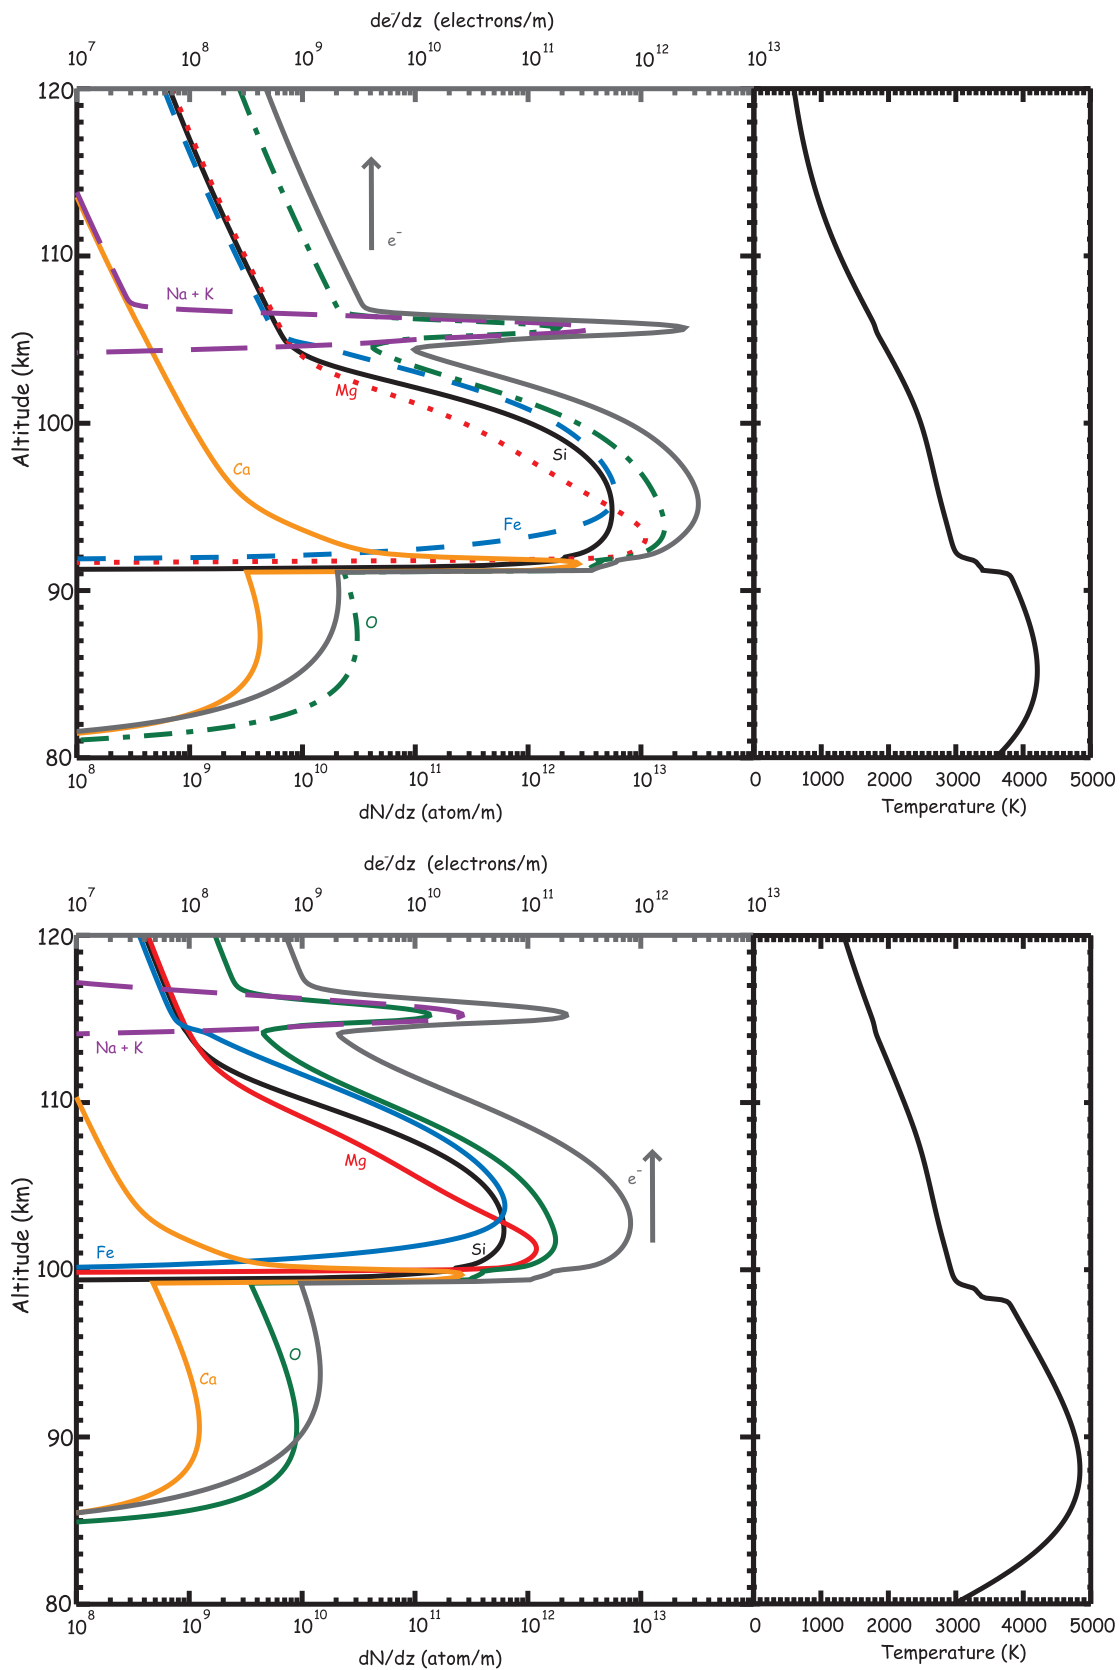 de⁻/dz (electrons/m)
10⁷ 10⁸ 10⁹ 10¹⁰ 10¹¹ 10¹² 10¹³
120
110
100
90
80
Altitude (km)
e⁻
Na + K
Mg
Si
Ca
Fe
O
10⁸ 10⁹ 10¹⁰ 10¹¹ 10¹² 10¹³
dN/dz (atom/m)
0 1000 2000 3000 4000 5000
Temperature (K)
de⁻/dz (electrons/m)
10⁷ 10⁸ 10⁹ 10¹⁰ 10¹¹ 10¹² 10¹³
120
110
100
90
80
Altitude (km)
Na + K
Mg
e⁻
Fe
Si
O
Ca
10⁸ 10⁹ 10¹⁰ 10¹¹ 10¹² 10¹³
dN/dz (atom/m)
0 1000 2000 3000 4000 5000
Temperature (K)